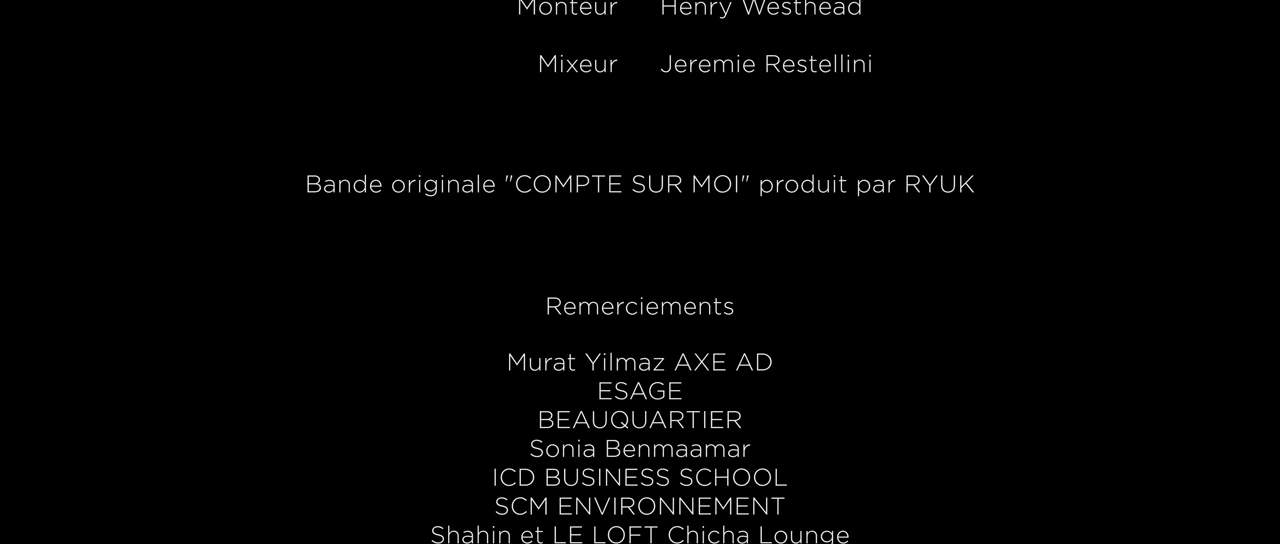 Monteur Henry Westhead
Mixeur Jeremie Restellini
Bande originale "COMPTE SUR MOI" produit par RYUK
Remerciements
Murat Yilmaz AXE AD
ESAGE
BEAUQUARTIER
Sonia Benmaamar
ICD BUSINESS SCHOOL
SCM ENVIRONNEMENT
Shahin et LE LOFT Chicha Lounge